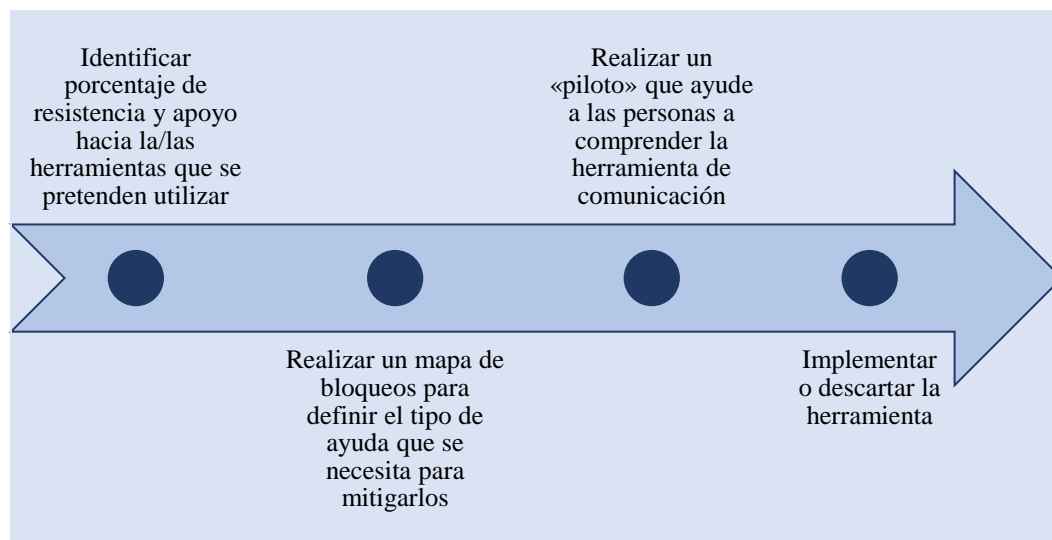 Identificar
porcentaje de
resistencia y apoyo
hacia la/las
herramientas que se
pretenden utilizar
Realizar un mapa de
bloqueos para
definir el tipo de
ayuda que se
necesita para
mitigarlos
Realizar un
«piloto» que ayude
a las personas a
comprender la
herramienta de
comunicación
Implementar
o descartar la
herramienta